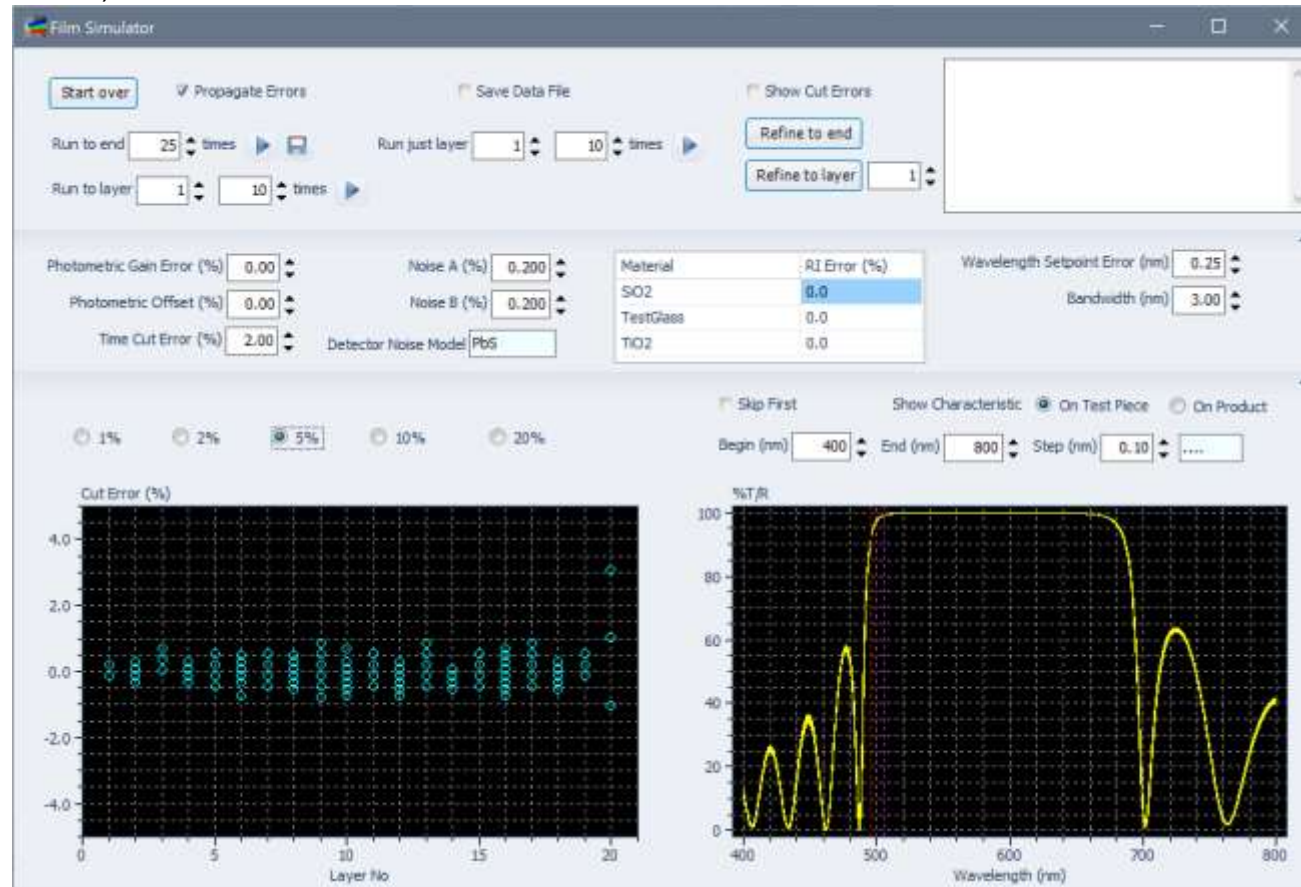 Film Simulator
Start over
Propagate Errors
Save Data File
Show Cut Errors
Run to end 25 times
Run just layer 1 10 times
Refine to end
Run to layer 1 10 times
Refine to layer 1
Photometric Gain Error (%) 0.00
Noise A (%) 0.200
Material RI Error (%)
Wavelength Setpoint Error (nm) 0.25
Photometric Offset (%) 0.00
Noise B (%) 0.200
SiO2 0.0
Bandwidth (nm) 3.00
TestGlass 0.0
Time Cut Error (%) 2.00
Detector Noise Model PbS
TiO2 0.0
Skip First
Show Characteristic On Test Piece On Product
1% 2% 5% 10% 20%
Begin (nm) 400 End (nm) 800 Step (nm) 0.10 ....
Cut Error (%)
4.0
2.0
0.0
-2.0
-4.0
0 5 10 15 20
Layer No
%T/R
100
80
60
40
20
0
400 500 600 700 800
Wavelength (nm)